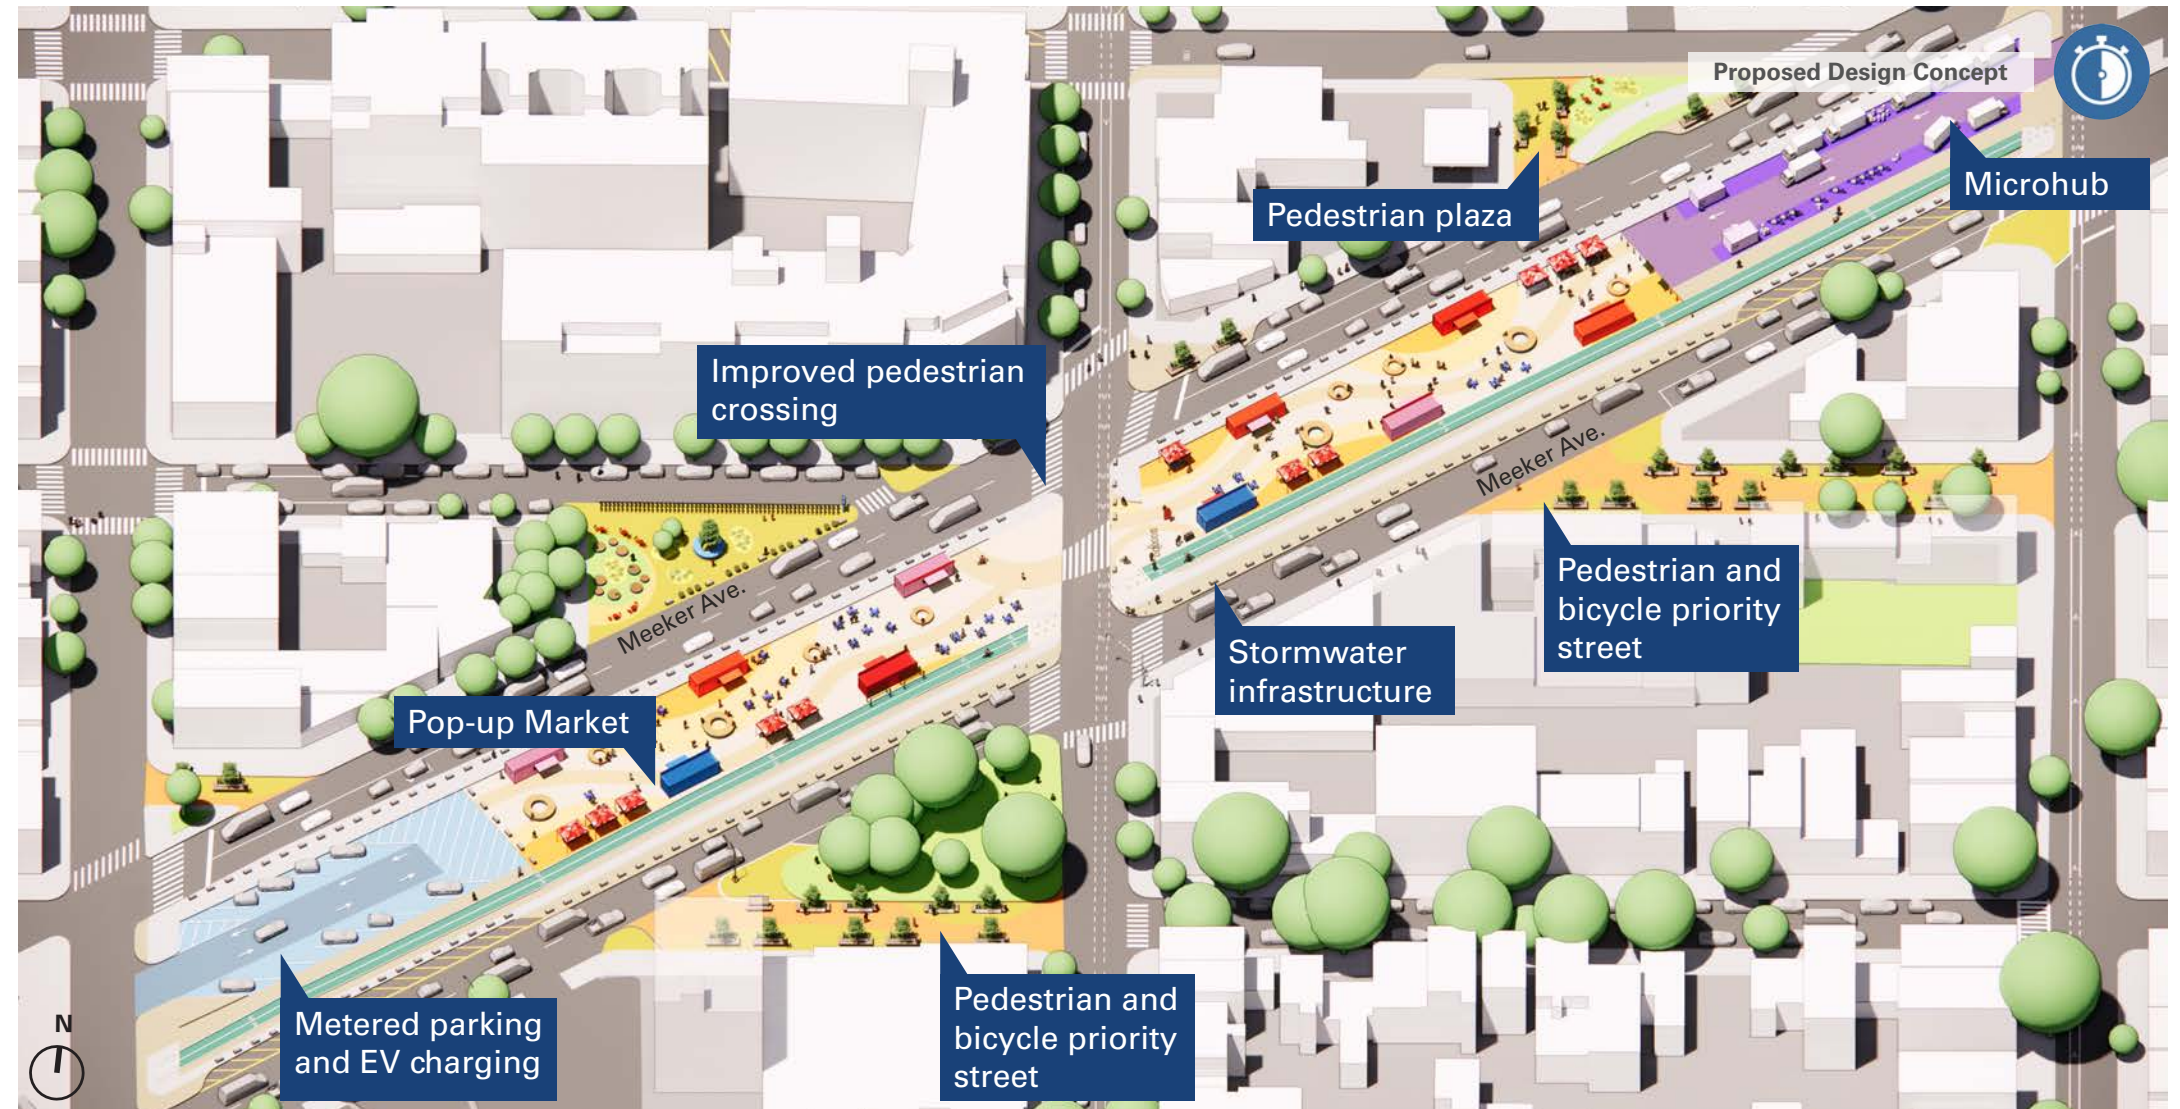 Proposed Design Concept
Microhub
Pedestrian plaza
Improved pedestrian
crossing
Meeker Ave.
Pedestrian and
bicycle priority
street
Meeker Ave.
Stormwater
infrastructure
Pop-up Market
Metered parking
and EV charging
Pedestrian and
bicycle priority
street
N